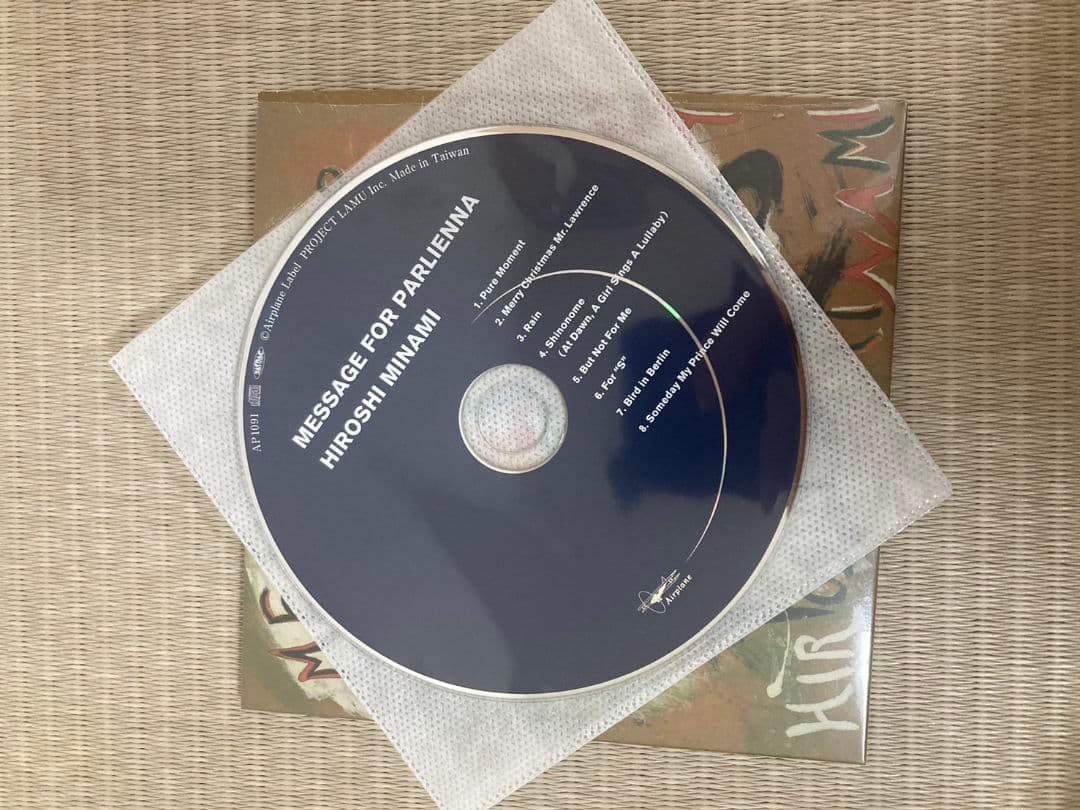 MESSAGE FOR PARLIENNA
HIROSHI MINAMI
1. Pure Moment
2. Merry Christmas Mr. Lawrence
3. Rain
4. Shinonome
(At Dawn, A Girl Sings A Lullaby)
5. But Not For Me
6. For "S"
7. Bird in Berlin
8. Someday My Prince Will Come
AP1091 ©Airplane Label PROJECT LAMU Inc. Made in Taiwan
Airplane
HIR